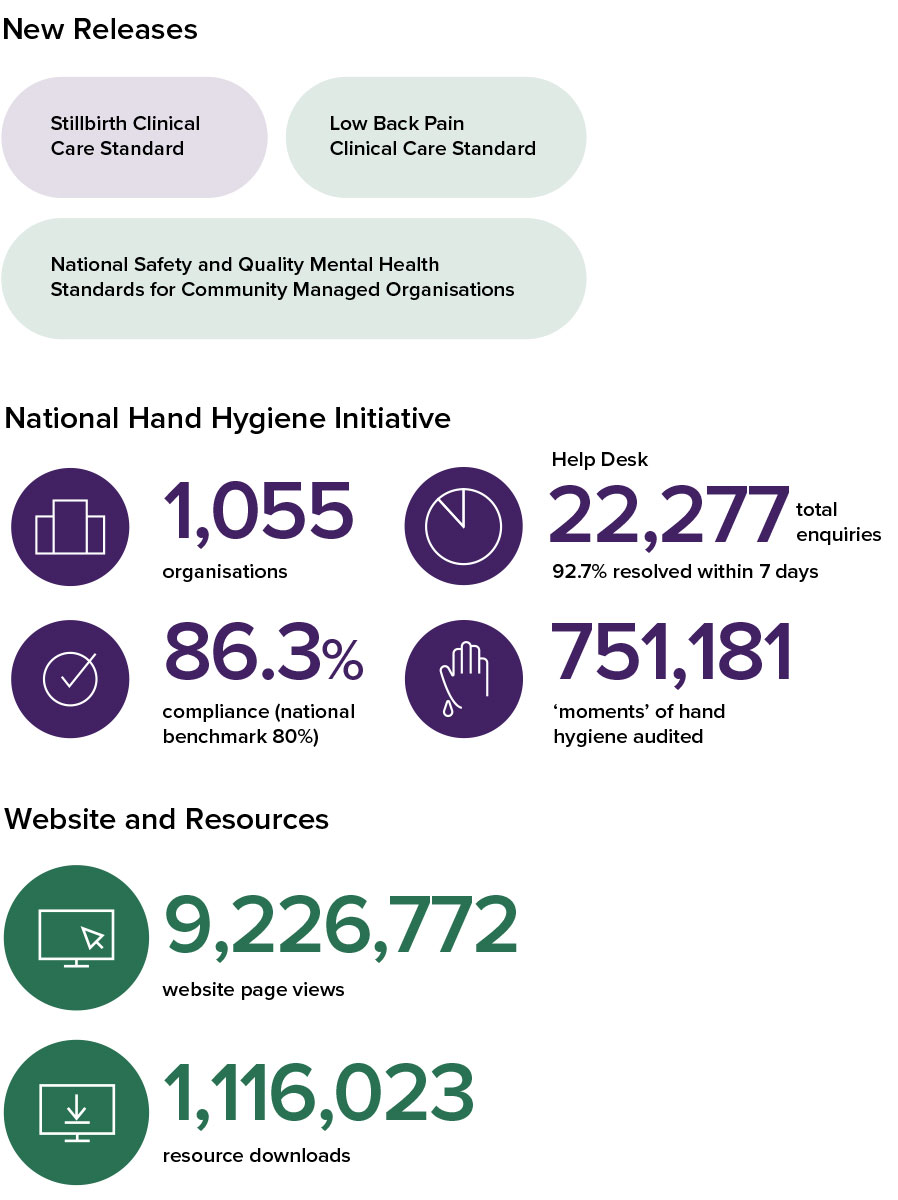 New Releases
Stillbirth Clinical
Care Standard
Low Back Pain
Clinical Care Standard
National Safety and Quality Mental Health
Standards for Community Managed Organisations
National Hand Hygiene Initiative
1,055
organisations
Help Desk
22,277 total
enquiries
92.7% resolved within 7 days
86.3%
compliance (national
benchmark 80%)
751,181
‘moments’ of hand
hygiene audited
Website and Resources
9,226,772
website page views
1,116,023
resource downloads